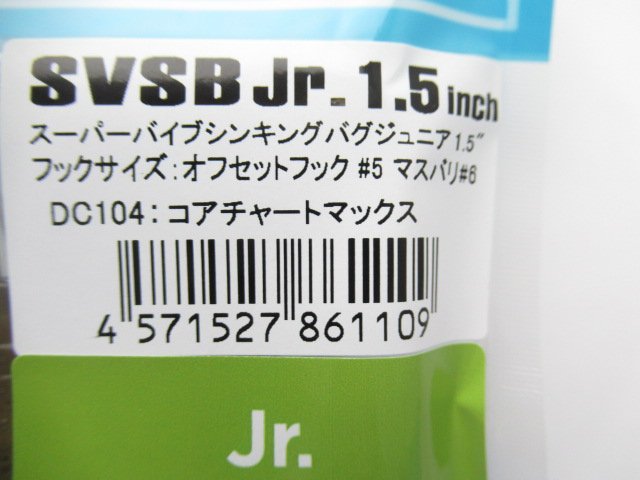 SVSB Jr. 1.5 inch
スーパーバイブシンキングバグジュニア1.5"
フックサイズ:オフセットフック #5 マスバリ#6
DC104:コアチャートマックス
4 571527 861109
Jr.